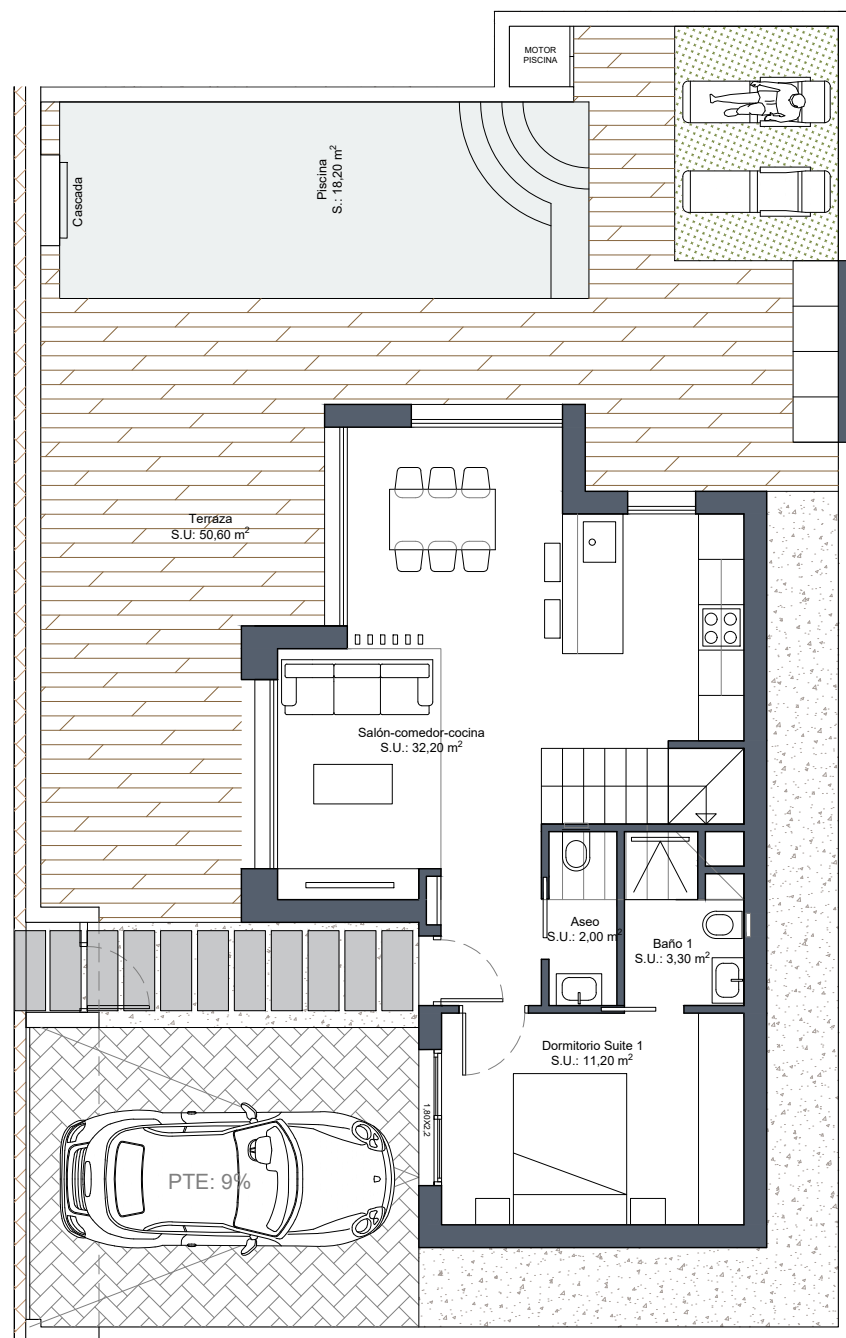 MOTOR
PISCINA
Piscina
S.: 18,20 m²
Cascada
Terraza
S.U: 50,60 m²
Salón-comedor-cocina
S.U.: 32,20 m²
Aseo
S.U.: 2,00 m²
Baño 1
S.U.: 3,30 m²
Dormitorio Suite 1
S.U.: 11,20 m²
1,80X2,2
PTE: 9%